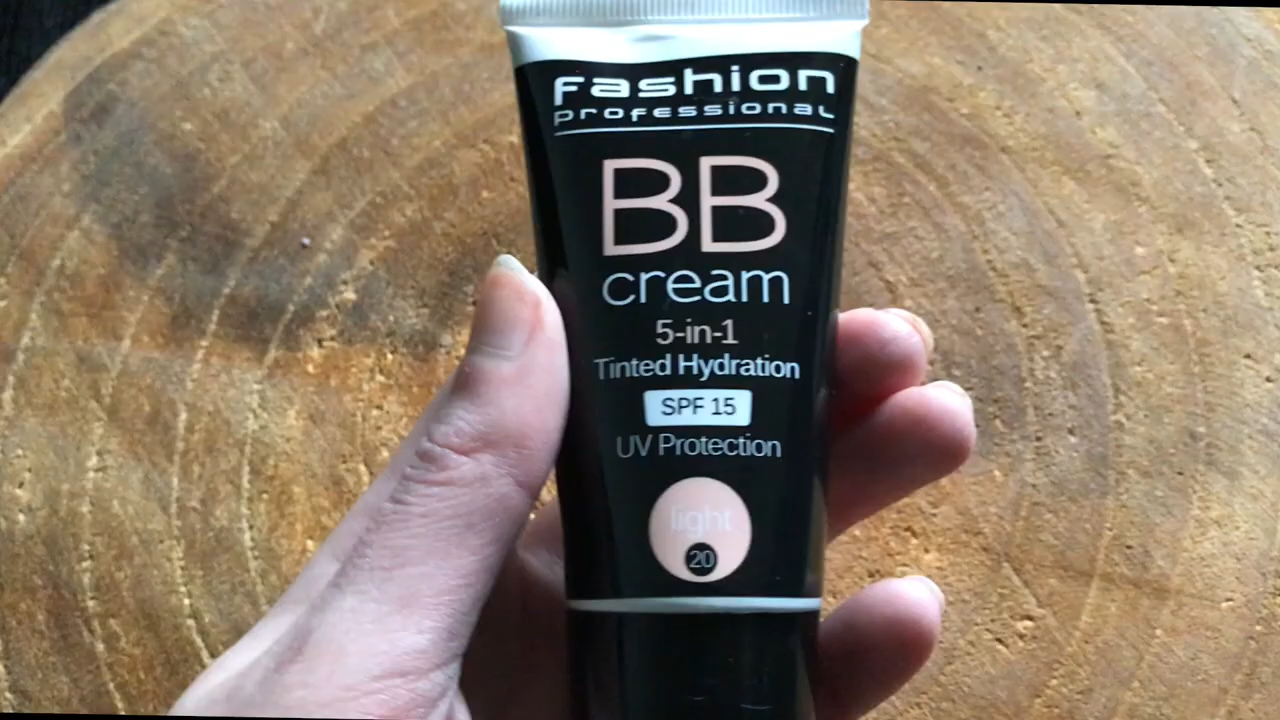 fashion
professional
BB
cream
5-in-1
Tinted Hydration
SPF 15
UV Protection
light
20